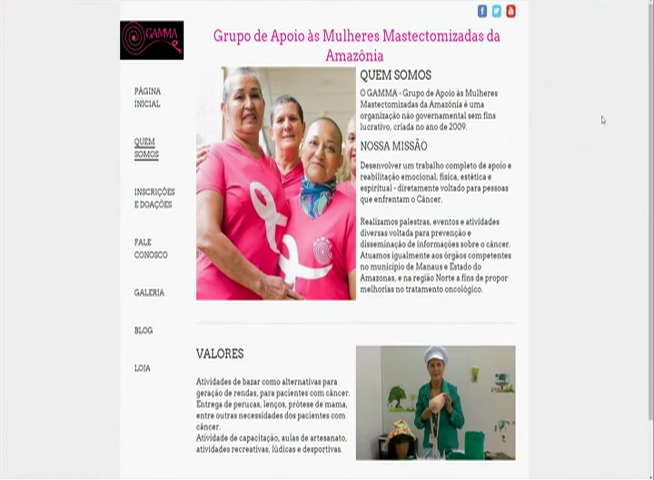 GAMMA
Grupo de Apoio às Mulheres Mastectomizadas da
Amazônia
PÁGINA
INICIAL
QUEM
SOMOS
INSCRIÇÕES
E DOAÇÕES
FALE
CONOSCO
GALERIA
BLOG
LOJA
QUEM SOMOS
O GAMMA - Grupo de Apoio às Mulheres
Mastectomizadas da Amazônia é uma
organização não governamental sem fins
lucrativo, criada no ano de 2009.
NOSSA MISSÃO
Desenvolver um trabalho completo de apoio e
reabilitação emocional, física, estética e
espiritual - diretamente voltado para pessoas
que enfrentam o Câncer.
Realizamos palestras, eventos e atividades
diversas voltada para prevenção e
disseminação de informações sobre o câncer.
Atuamos igualmente aos órgãos competentes
no município de Manaus e Estado do
Amazonas, e na região Norte a fins de propor
melhorias no tratamento oncológico.
VALORES
Atividades de bazar como alternativas para
geração de rendas, para pacientes com câncer.
Entrega de perucas, lenços, prótese de mama,
entre outras necessidades dos pacientes com
câncer.
Atividade de capacitação, aulas de artesanato,
atividades recreativas, lúdicas e desportivas.